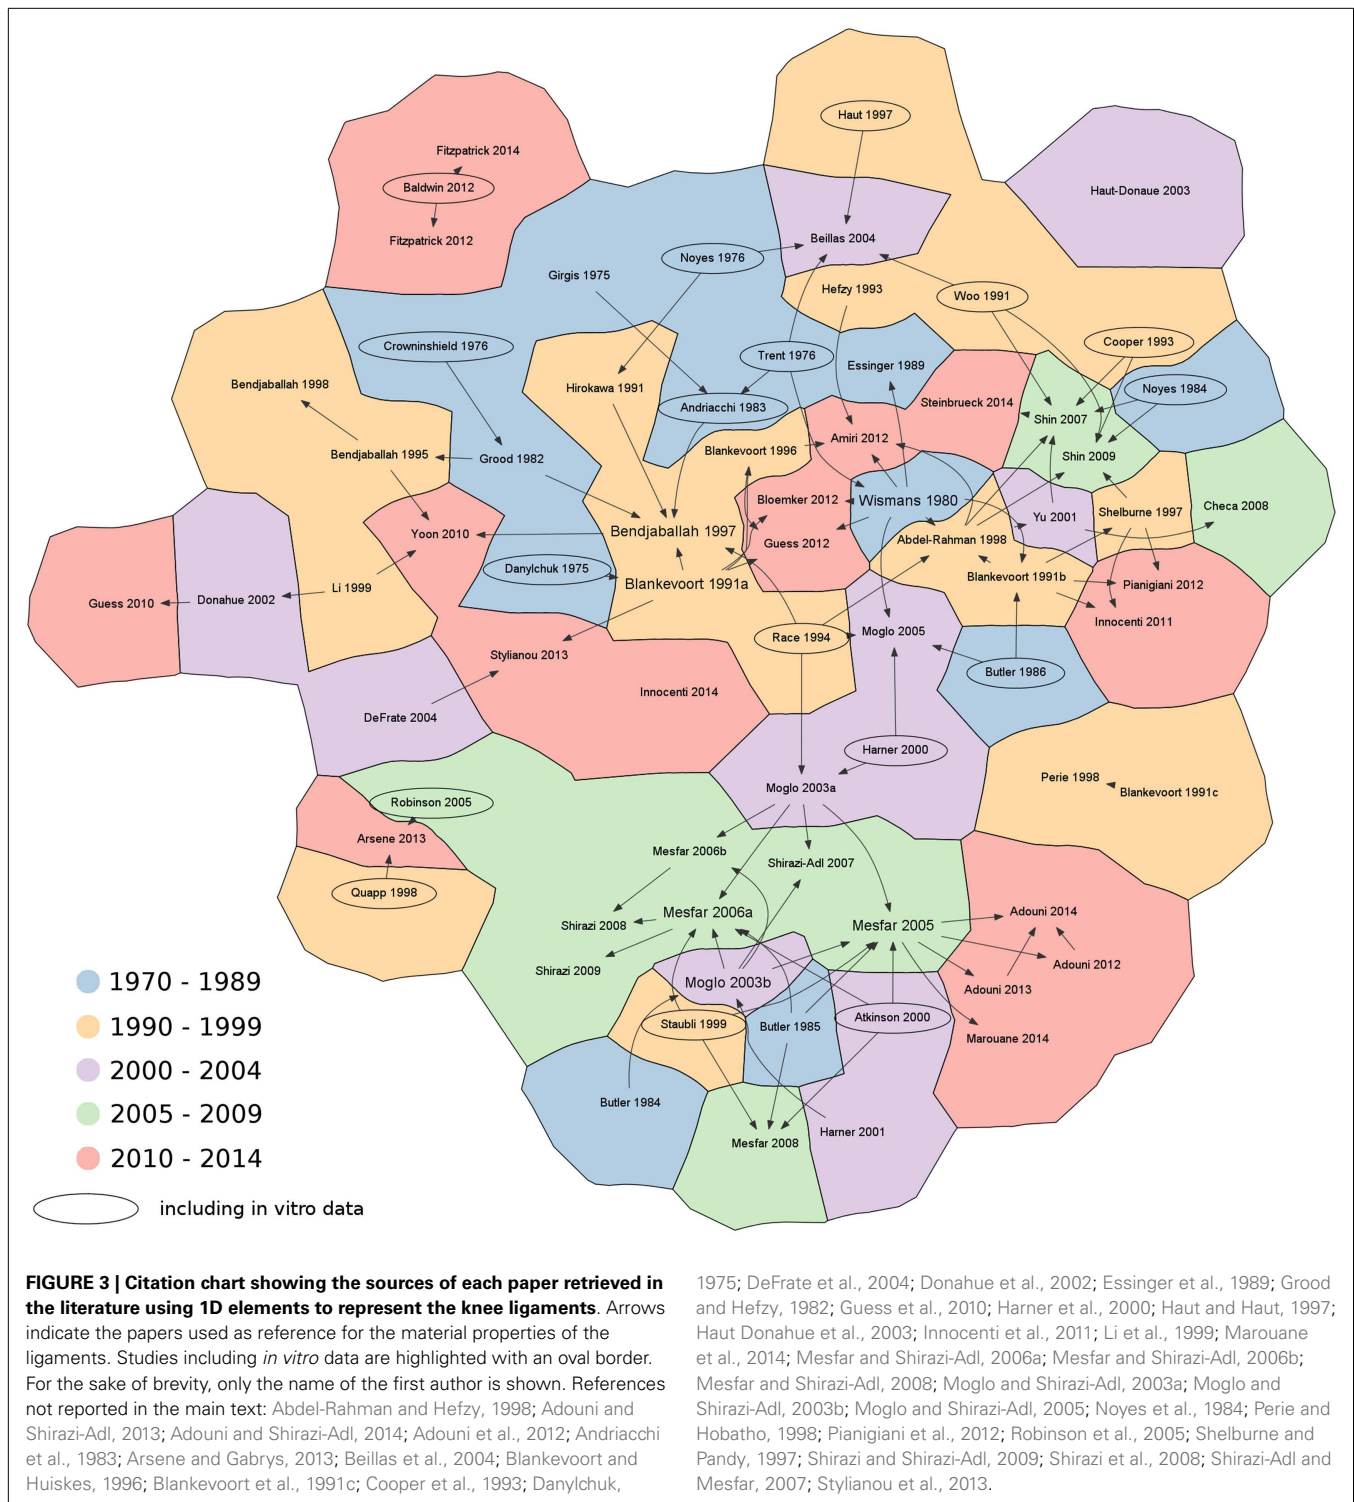 Haut 1997
Fitzpatrick 2014
Baldwin 2012
Haut-Donaue 2003
Fitzpatrick 2012
Beillas 2004
Noyes 1976
Girgis 1975
Hefzy 1993
Woo 1991
Cooper 1993
Crowninshield 1976
Trent 1976
Essinger 1989
Bendjaballah 1998
Hirokawa 1991
Noyes 1984
Steinbrueck 2014
Andriacchi 1983
Shin 2007
Amiri 2012
Blankevoort 1996
Bendjaballah 1995
Grood 1982
Shin 2009
Bloemker 2012
Wismans 1980
Checa 2008
Shelburne 1997
Yu 2001
Yoon 2010
Bendjaballah 1997
Guess 2012
Abdel-Rahman 1998
Danylchuk 1975
Blankevoort 1991a
Blankevoort 1991b
Pianigiani 2012
Li 1999
Guess 2010
Donahue 2002
Innocenti 2011
Race 1994
Moglo 2005
Stylianou 2013
Butler 1986
Innocenti 2014
DeFrate 2004
Harner 2000
Perie 1998
Moglo 2003a
Blankevoort 1991c
Robinson 2005
Arsene 2013
Mesfar 2006b
Shirazi-Adl 2007
Quapp 1998
Mesfar 2006a
Adouni 2014
Shirazi 2008
Mesfar 2005
Adouni 2012
Shirazi 2009
Moglo 2003b
Adouni 2013
Staubli 1999
Butler 1985
Atkinson 2000
Marouane 2014
Butler 1984
Harner 2001
Mesfar 2008
1970 - 1989
1990 - 1999
2000 - 2004
2005 - 2009
2010 - 2014
including in vitro data
FIGURE 3 | Citation chart showing the sources of each paper retrieved in
the literature using 1D elements to represent the knee ligaments. Arrows
indicate the papers used as reference for the material properties of the
ligaments. Studies including in vitro data are highlighted with an oval border.
For the sake of brevity, only the name of the first author is shown. References
not reported in the main text: Abdel-Rahman and Hefzy, 1998; Adouni and
Shirazi-Adl, 2013; Adouni and Shirazi-Adl, 2014; Adouni et al., 2012; Andriacchi
et al., 1983; Arsene and Gabrys, 2013; Beillas et al., 2004; Blankevoort and
Huiskes, 1996; Blankevoort et al., 1991c; Cooper et al., 1993; Danylchuk,
1975; DeFrate et al., 2004; Donahue et al., 2002; Essinger et al., 1989; Grood
and Hefzy, 1982; Guess et al., 2010; Harner et al., 2000; Haut and Haut, 1997;
Haut Donahue et al., 2003; Innocenti et al., 2011; Li et al., 1999; Marouane
et al., 2014; Mesfar and Shirazi-Adl, 2006a; Mesfar and Shirazi-Adl, 2006b;
Mesfar and Shirazi-Adl, 2008; Moglo and Shirazi-Adl, 2003a; Moglo and
Shirazi-Adl, 2003b; Moglo and Shirazi-Adl, 2005; Noyes et al., 1984; Perie and
Hobatho, 1998; Pianigiani et al., 2012; Robinson et al., 2005; Shelburne and
Pandy, 1997; Shirazi and Shirazi-Adl, 2009; Shirazi et al., 2008; Shirazi-Adl and
Mesfar, 2007; Stylianou et al., 2013.